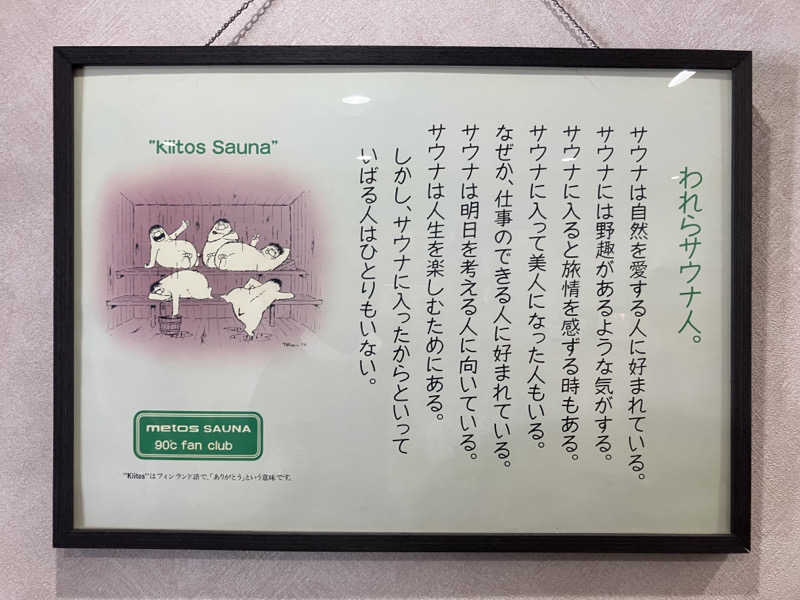 われらサウナ人。
サウナは自然を愛する人に好まれている。
サウナには野趣があるような気がする。
サウナに入ると旅情を感ずる時もある。
サウナに入って美人になった人もいる。
なぜか、仕事のできる人に好まれている。
サウナは明日を考える人に向いている。
サウナは人生を楽しむためにある。
しかし、サウナに入ったからといって
いばる人はひとりもいない。
"Kiitos Sauna"
metos SAUNA
90℃ fan club
"Kiitos"はフィンランド語で、「ありがとう」という意味です。